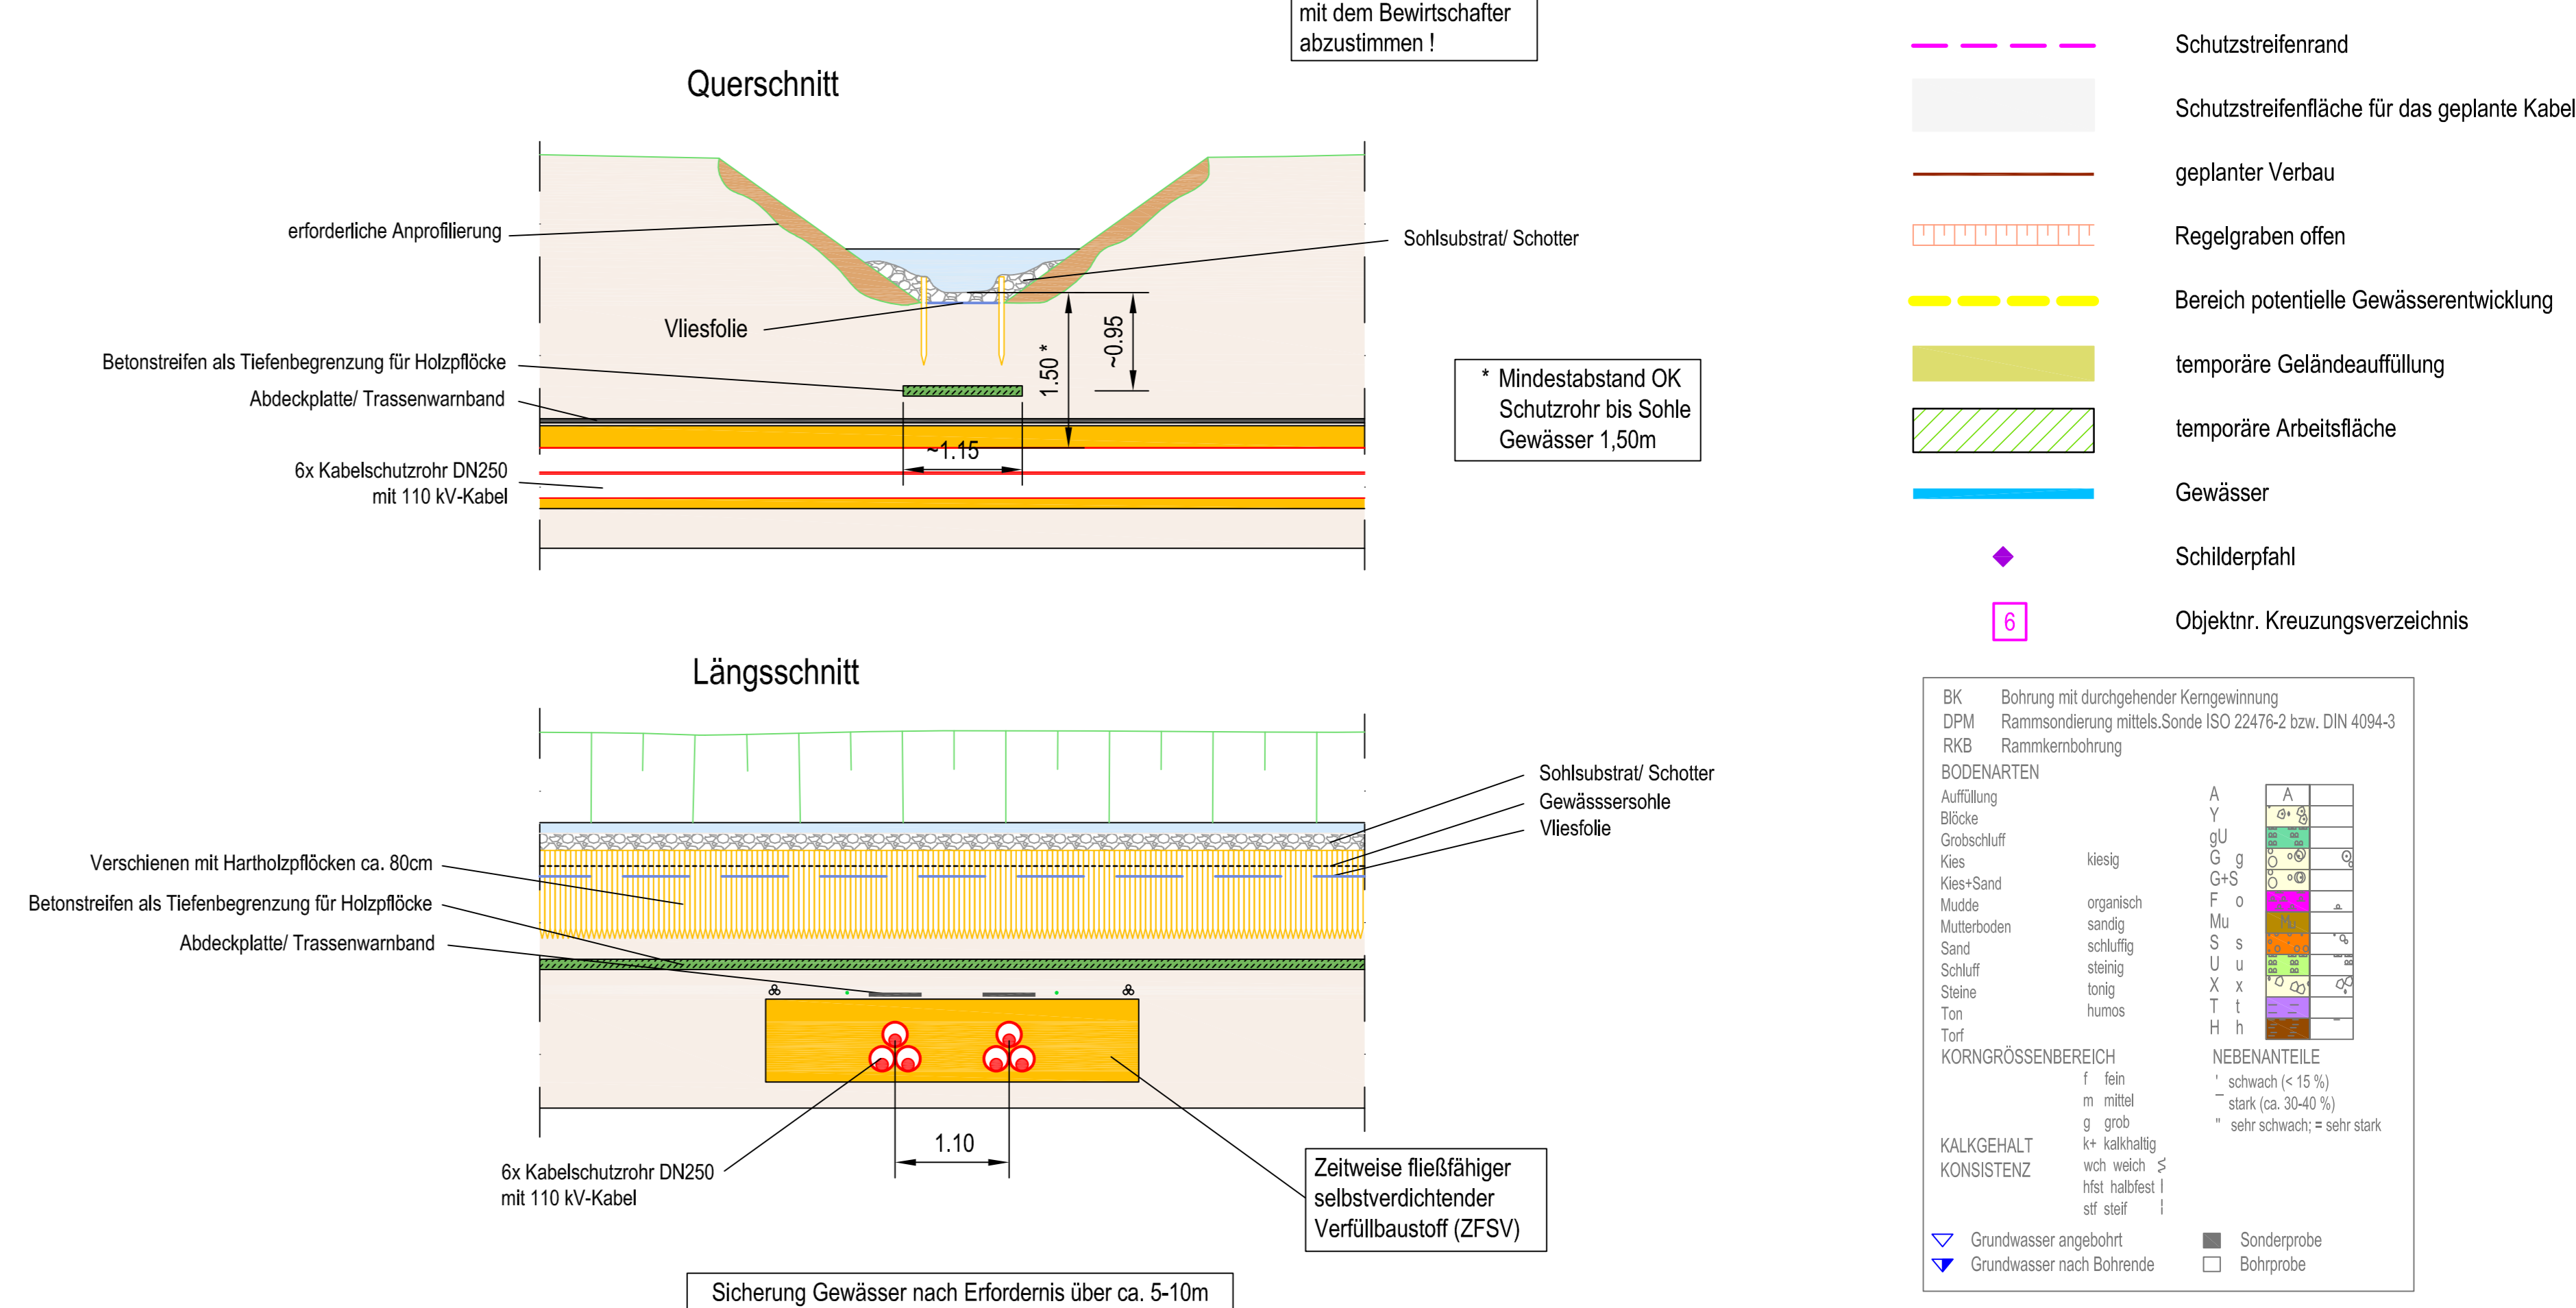 mit dem Bewirtschafter
abzustimmen !
Querschnitt
erforderliche Anprofilierung
Sohlsubstrat/ Schotter
Vliesfolie
Betonstreifen als Tiefenbegrenzung für Holzpflöcke
Abdeckplatte/ Trassenwarnband
6x Kabelschutzrohr DN250
mit 110 kV-Kabel
1.50 *
~0.95
~1.15
* Mindestabstand OK
Schutzrohr bis Sohle
Gewässer 1,50m
Längsschnitt
Sohlsubstrat/ Schotter
Gewässsersohle
Vliesfolie
Verschienen mit Hartholzpflöcken ca. 80cm
Betonstreifen als Tiefenbegrenzung für Holzpflöcke
Abdeckplatte/ Trassenwarnband
1.10
6x Kabelschutzrohr DN250
mit 110 kV-Kabel
Zeitweise fließfähiger
selbstverdichtender
Verfüllbaustoff (ZFSV)
Sicherung Gewässer nach Erfordernis über ca. 5-10m
Schutzstreifenrand
Schutzstreifenfläche für das geplante Kabel
geplanter Verbau
Regelgraben offen
Bereich potentielle Gewässerentwicklung
temporäre Geländeauffüllung
temporäre Arbeitsfläche
Gewässer
Schilderpfahl
6 Objektnr. Kreuzungsverzeichnis
BK Bohrung mit durchgehender Kerngewinnung
DPM Rammsondierung mittels.Sonde ISO 22476-2 bzw. DIN 4094-3
RKB Rammkernbohrung
BODENARTEN
Auffüllung A A
Blöcke Y
Grobschluff gU
Kies kiesig G g
Kies+Sand G+S
Mudde organisch F o
Mutterboden sandig Mu Mu
Sand schluffig S s
Schluff steinig U u
Steine tonig X x
Ton humos T t
Torf H h
KORNGRÖSSENBEREICH NEBENANTEILE
f fein ' schwach (< 15 %)
m mittel ‾ stark (ca. 30-40 %)
g grob " sehr schwach; = sehr stark
KALKGEHALT k+ kalkhaltig
KONSISTENZ wch weich
hfst halbfest
stf steif
Grundwasser angebohrt Sonderprobe
Grundwasser nach Bohrende Bohrprobe